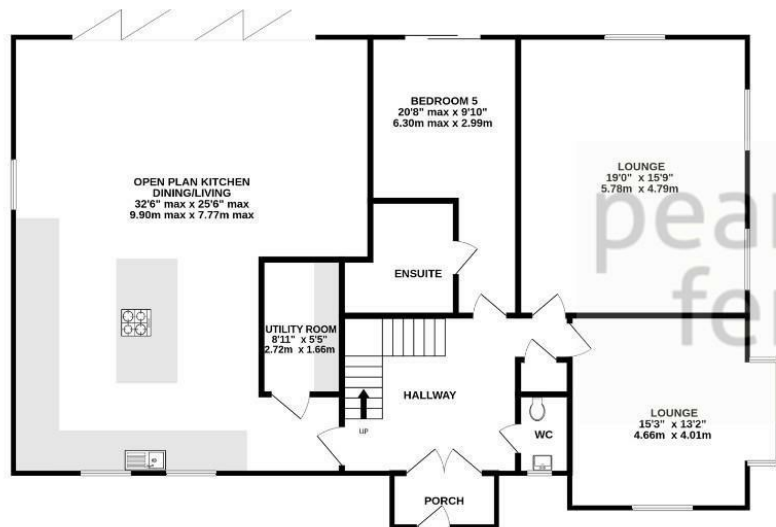 BEDROOM 5
20'8" max x 9'10"
6.30m max x 2.99m
OPEN PLAN KITCHEN
DINING/LIVING
32'6" max x 25'6" max
9.90m max x 7.77m max
LOUNGE
19'0" x 15'9"
5.78m x 4.79m
ENSUITE
UTILITY ROOM
8'11" x 5'5"
2.72m x 1.66m
HALLWAY
UP
WC
LOUNGE
15'3" x 13'2"
4.66m x 4.01m
PORCH
pear
fer